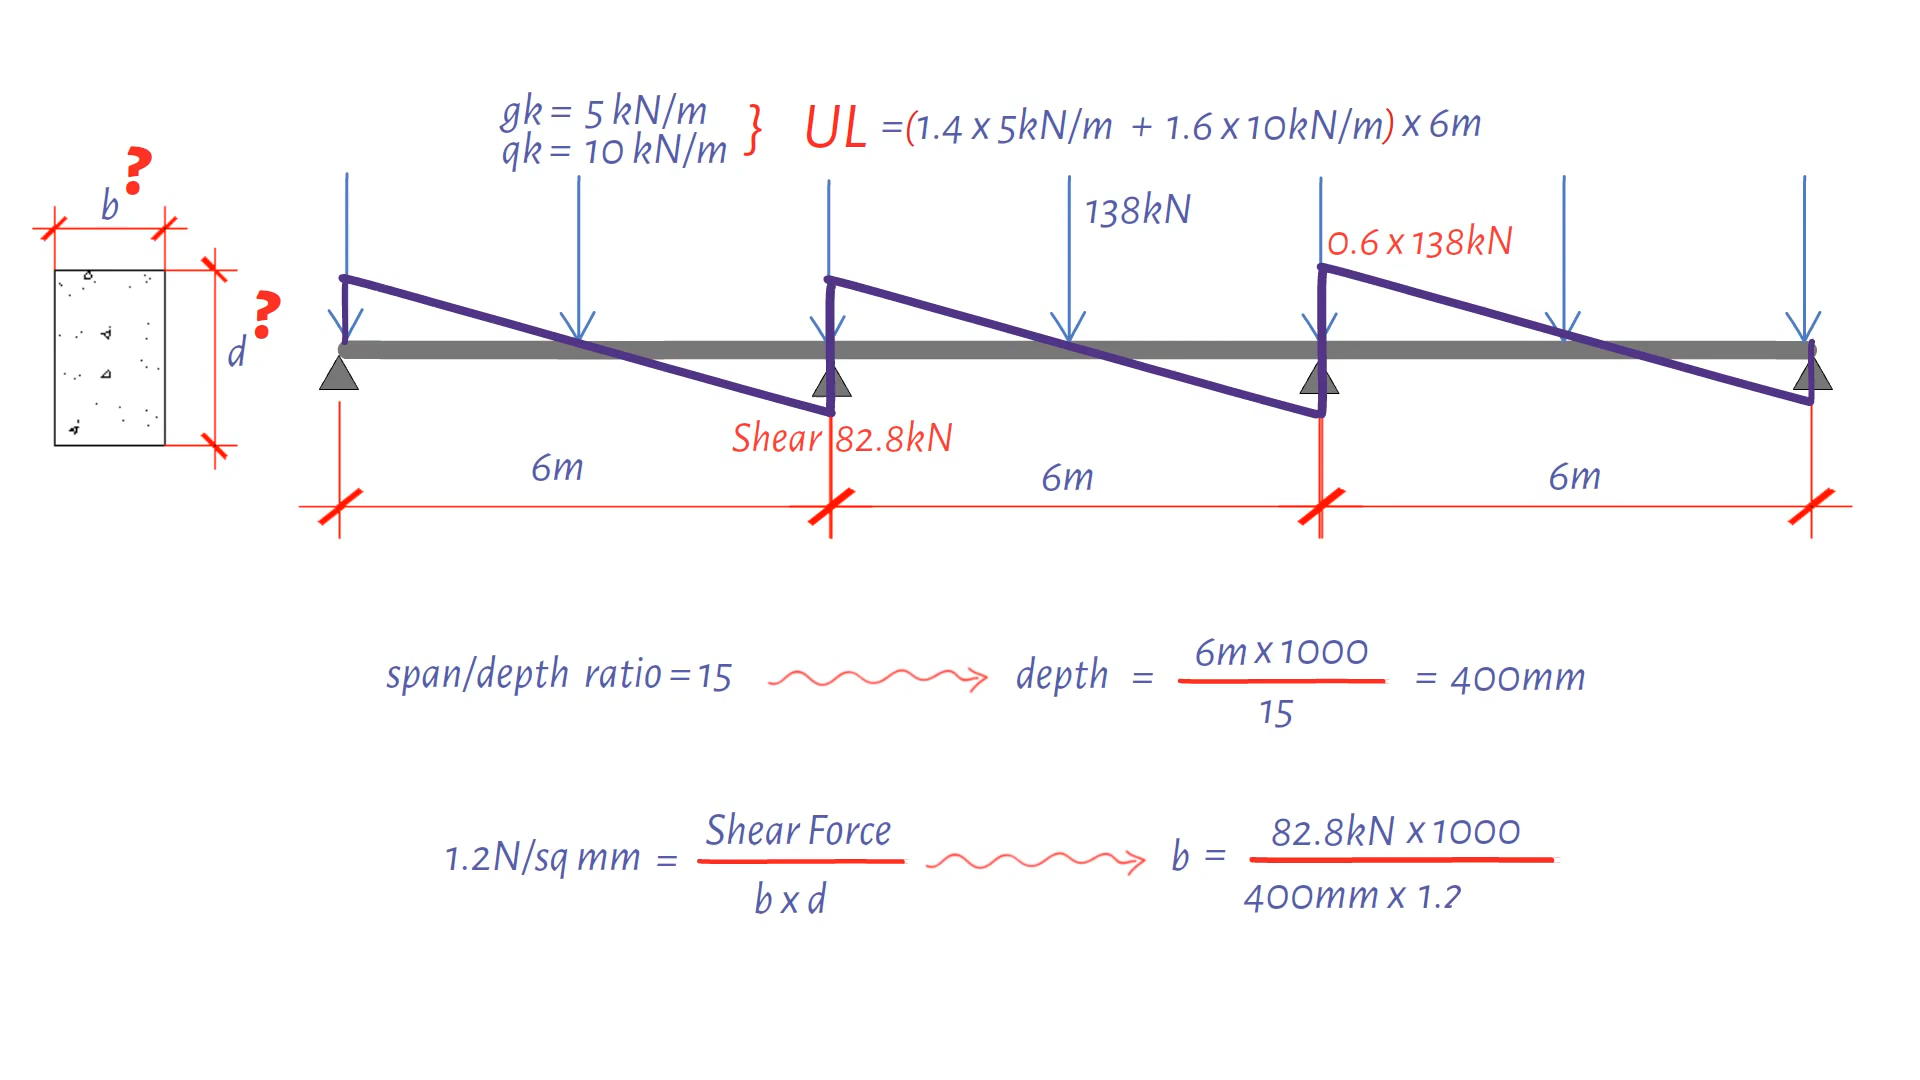 gk = 5 kN/m
qk = 10 kN/m
} UL =(1.4 x 5kN/m + 1.6 x 10kN/m) x 6m
?
b
138kN
0.6 x 138kN
?
d
Shear 82.8kN
6m
6m
6m
span/depth ratio = 15
depth = 6m x 1000
15
= 400mm
1.2N/sq mm = Shear Force
b x d
b = 82.8kN x 1000
400mm x 1.2